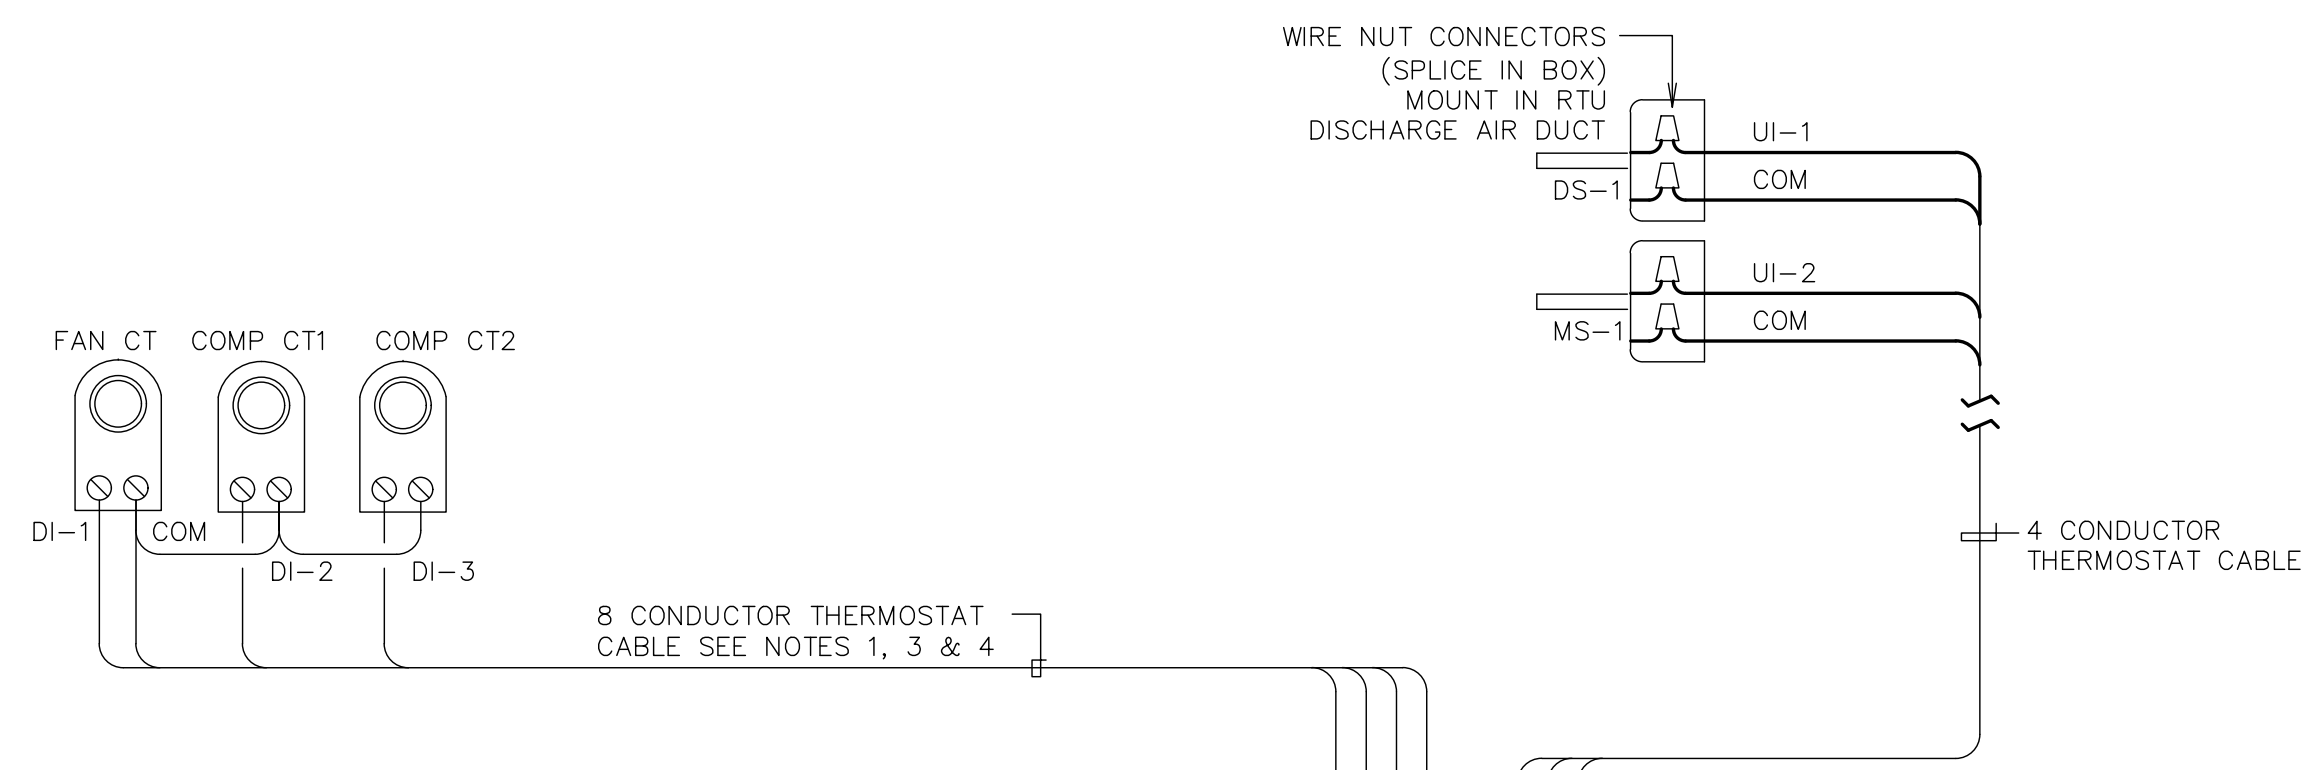 WIRE NUT CONNECTORS
(SPLICE IN BOX)
MOUNT IN RTU
DISCHARGE AIR DUCT
UI-1
COM
DS-1
UI-2
COM
MS-1
FAN CT
COMP CT1
COMP CT2
DI-1
COM
DI-2
DI-3
4 CONDUCTOR
THERMOSTAT CABLE
8 CONDUCTOR THERMOSTAT
CABLE SEE NOTES 1, 3 & 4